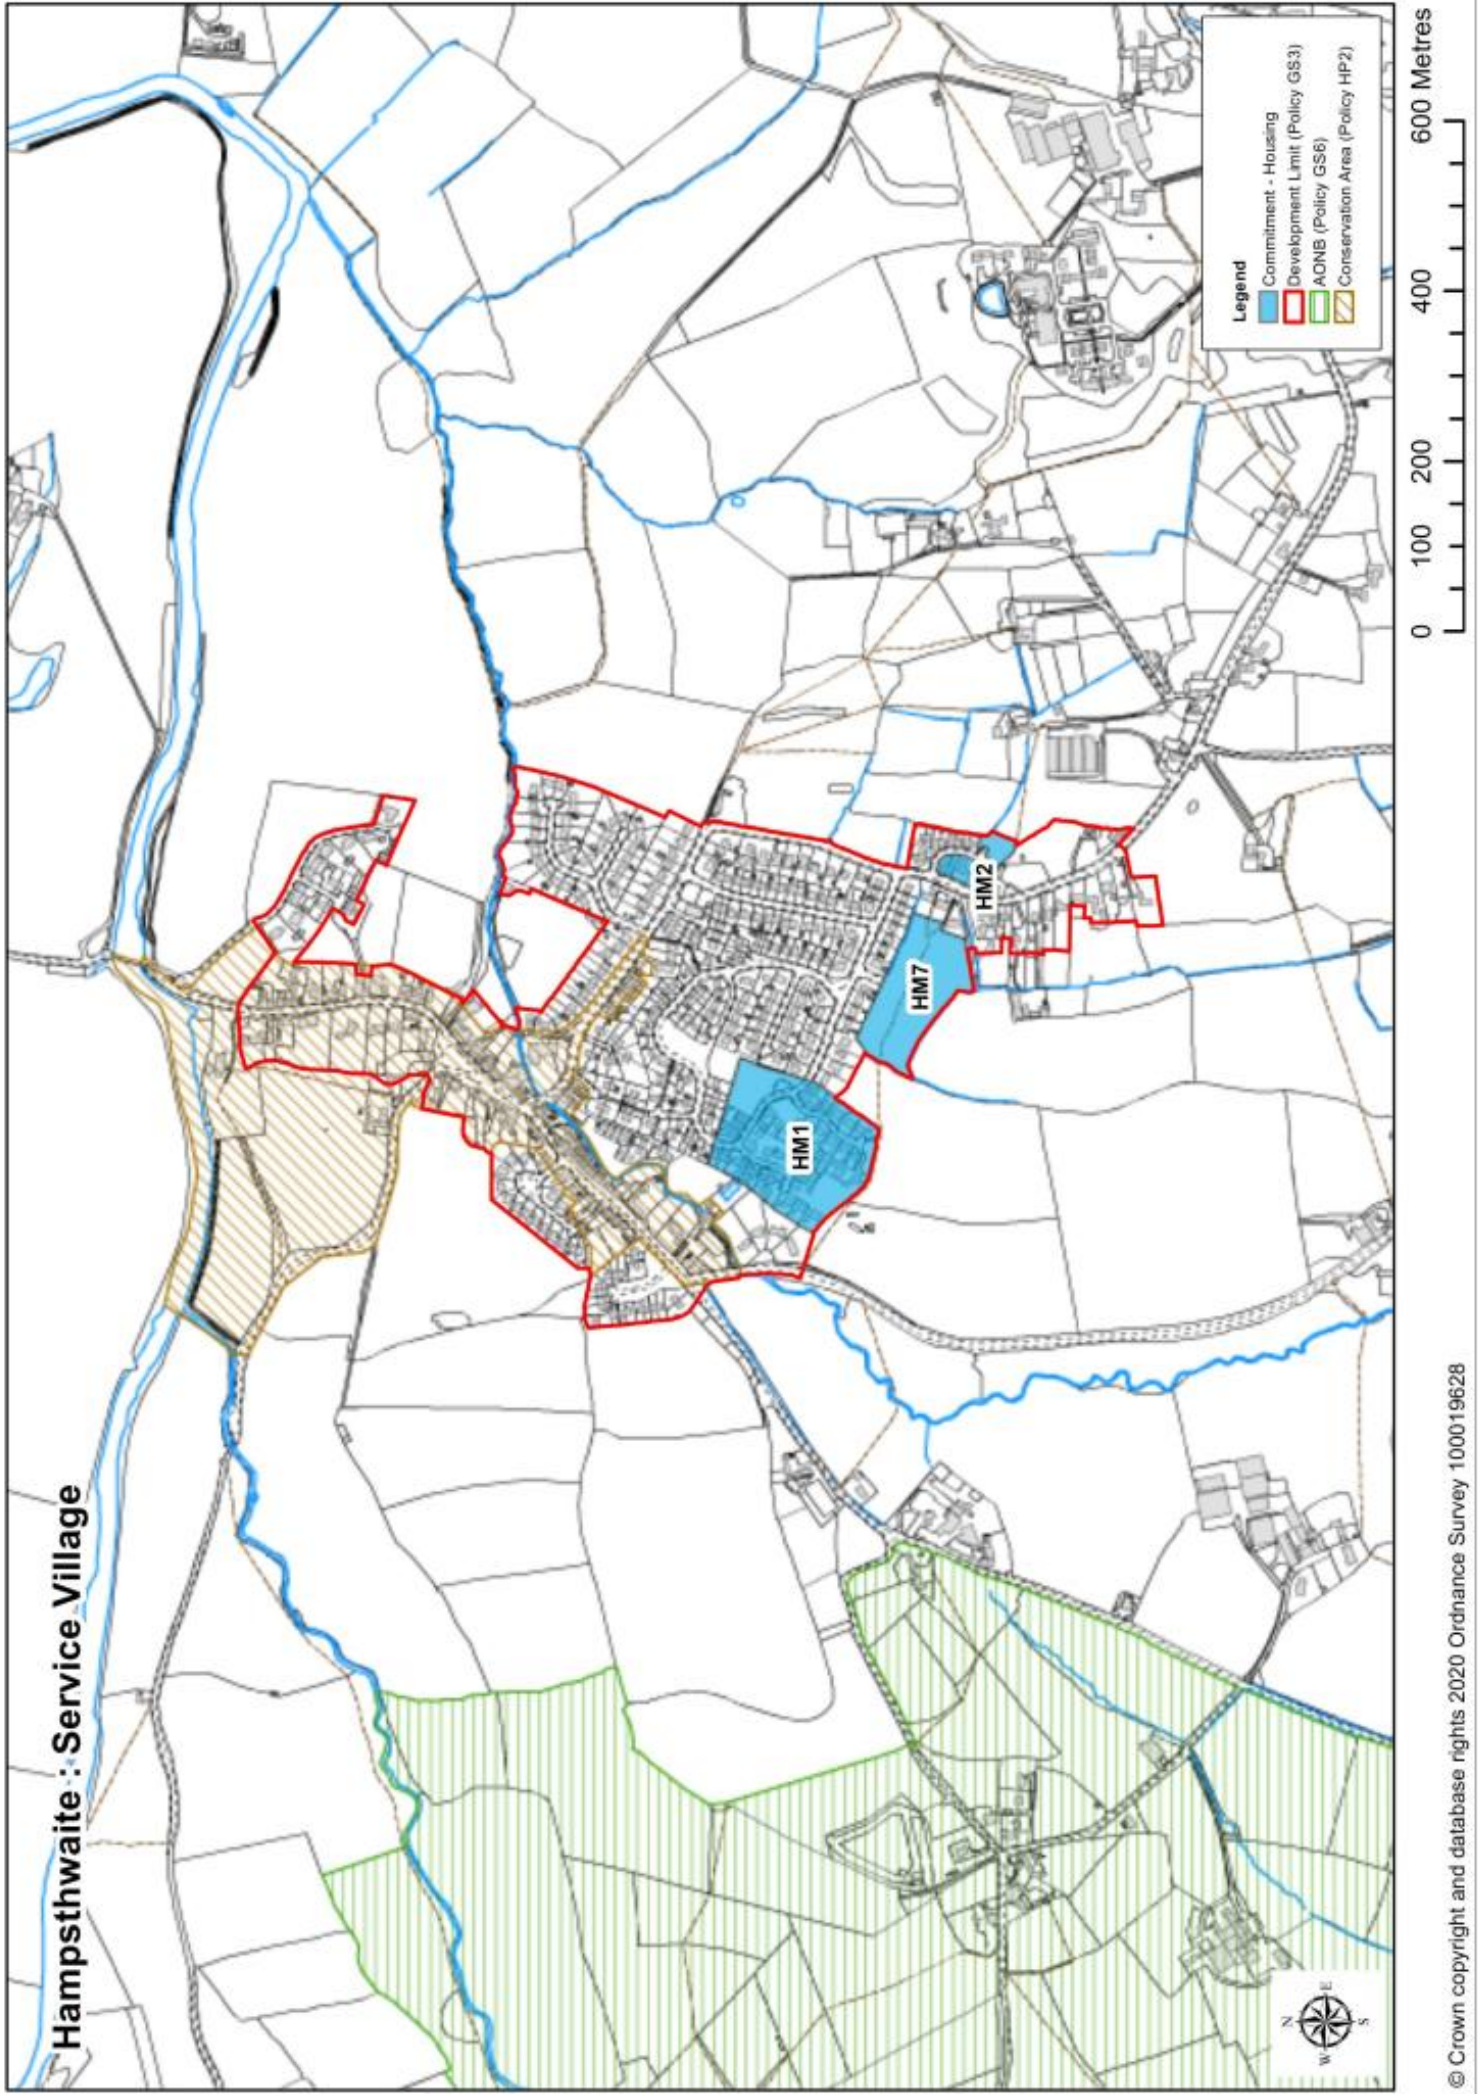 Hampsthwaite : Service Village
HM1
HM7
HM2
Legend
Commitment - Housing
Development Limit (Policy GS3)
AONB (Policy GS6)
Conservation Area (Policy HP2)
N
W E
S
0 100 200 400 600 Metres
© Crown copyright and database rights 2020 Ordnance Survey 100019628